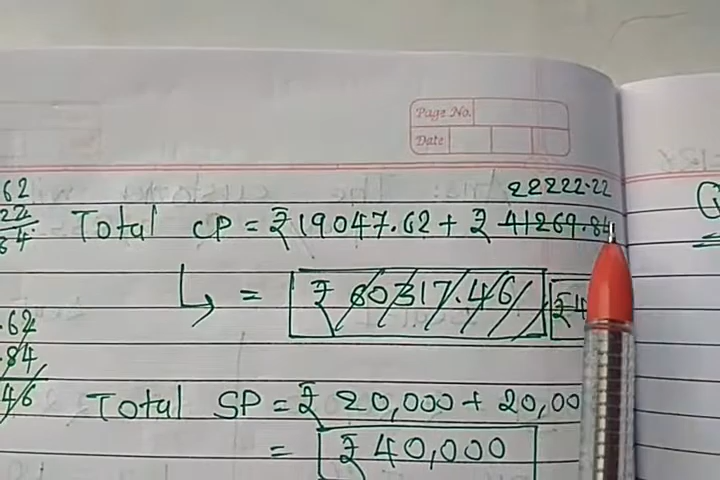 Page No.
Date
62
22
84.
22222.22
Total CP = ₹19047.62 + ₹ 41269.84
= ₹ 60317.46 ₹4
.62
.84
46
Total SP = ₹ 20,000 + 20,00
= ₹ 40,000